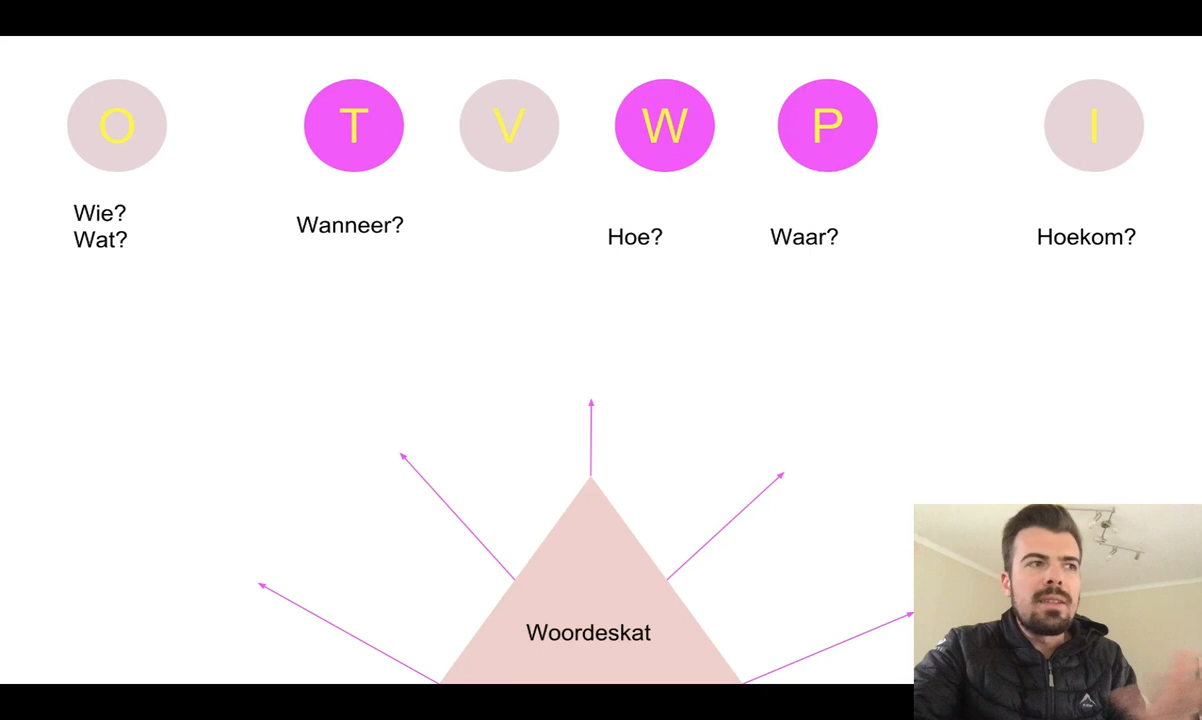 O T V W P I
Wie?
Wat?
Wanneer?
Hoe?
Waar?
Hoekom?
Woordeskat